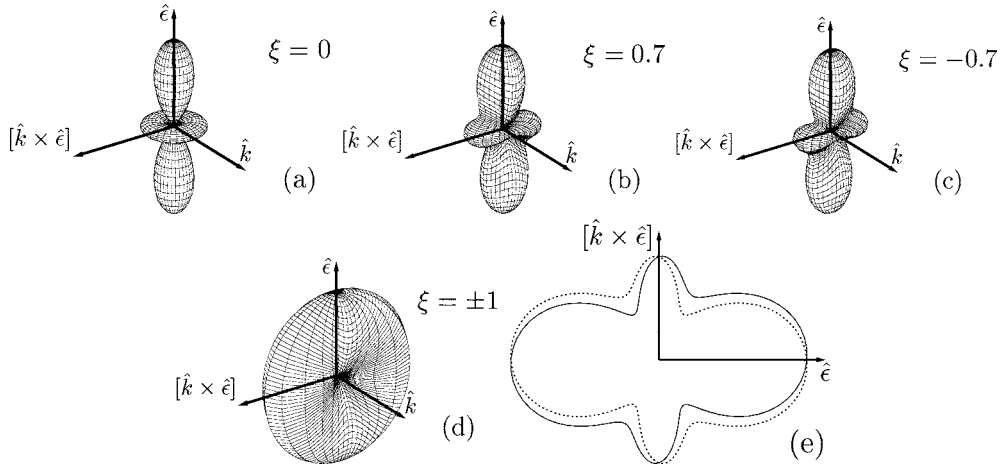 ε̂
ξ = 0
[k̂ × ε̂]
k̂
(a)
ε̂
ξ = 0.7
[k̂ × ε̂]
k̂
(b)
ε̂
ξ = −0.7
[k̂ × ε̂]
k̂
(c)
ε̂
ξ = ±1
[k̂ × ε̂]
k̂
(d)
[k̂ × ε̂]
ε̂
(e)